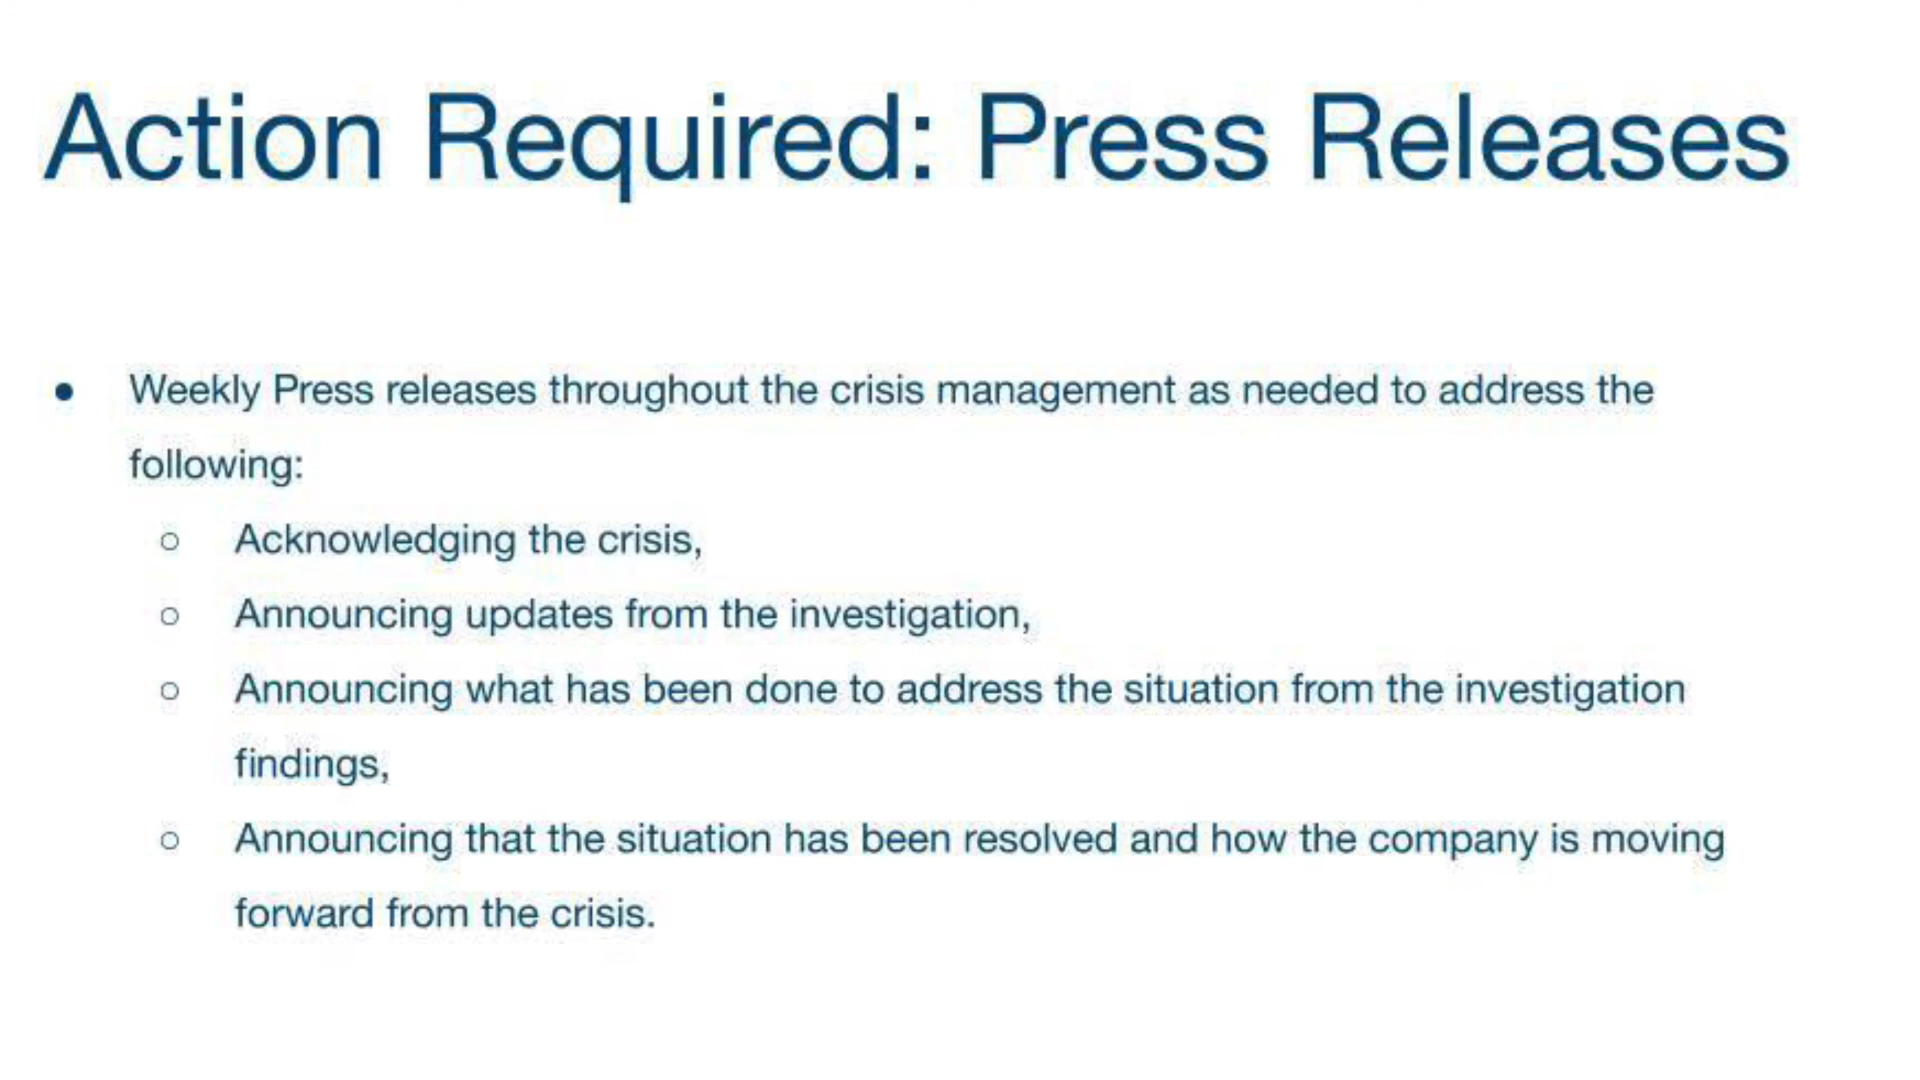 Action Required: Press Releases
● Weekly Press releases throughout the crisis management as needed to address the
following:
○ Acknowledging the crisis,
○ Announcing updates from the investigation,
○ Announcing what has been done to address the situation from the investigation
findings,
○ Announcing that the situation has been resolved and how the company is moving
forward from the crisis.